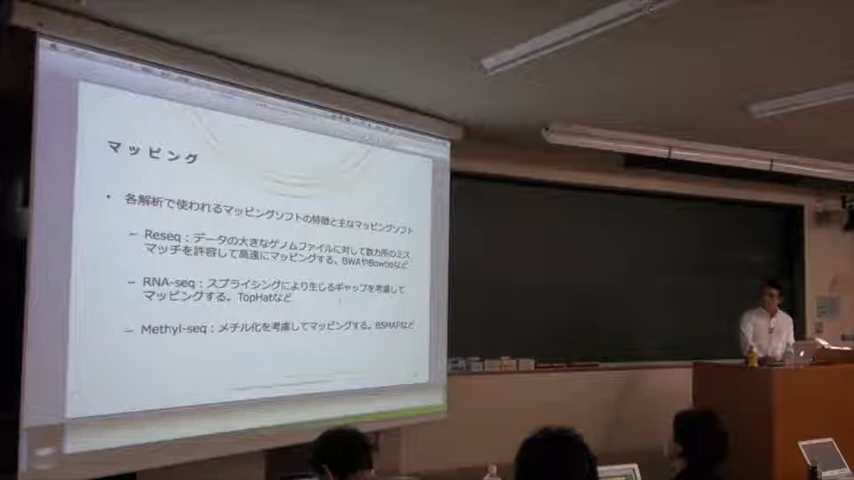 マッピング
• 各解析で使われるマッピングソフトの特徴と主なマッピングソフト
– Reseq：データの大きなゲノムファイルに対して数カ所のミス
マッチを許容して高速にマッピングする。BWAやBowtieなど
– RNA-seq：スプライシングにより生じるギャップを考慮して
マッピングする。TopHatなど
– Methyl-seq：メチル化を考慮してマッピングする。BSMAPなど